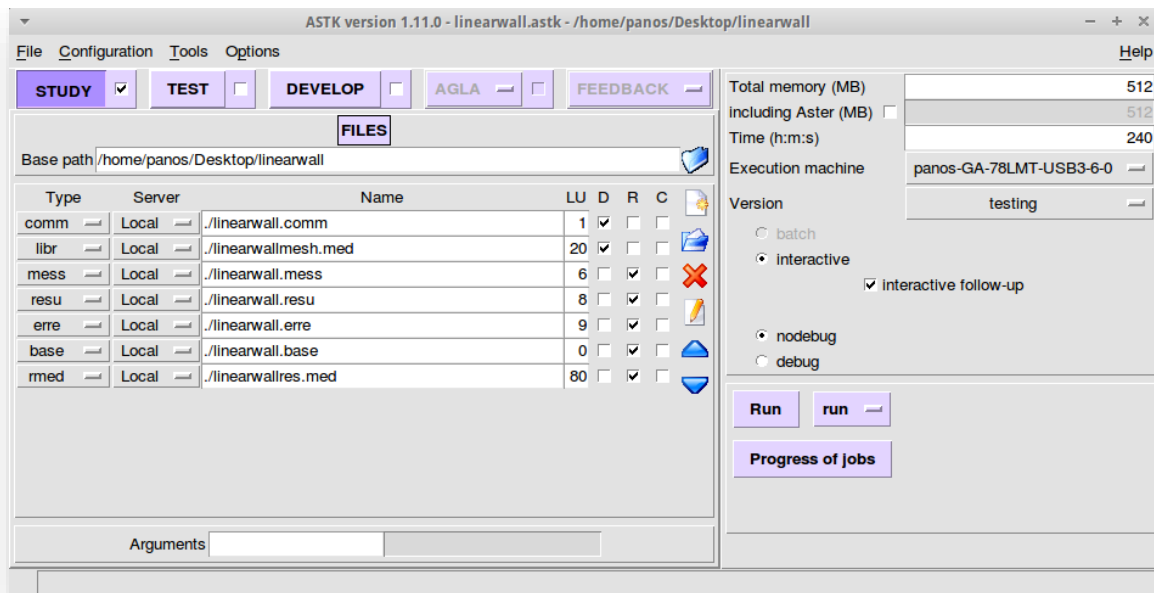 ASTK version 1.11.0 - linearwall.astk - /home/panos/Desktop/linearwall
File Configuration Tools Options Help
STUDY TEST DEVELOP AGLA FEEDBACK
FILES
Base path /home/panos/Desktop/linearwall
Type Server Name LU D R C
comm Local ./linearwall.comm 1
libr Local ./linearwallmesh.med 20
mess Local ./linearwall.mess 6
resu Local ./linearwall.resu 8
erre Local ./linearwall.erre 9
base Local ./linearwall.base 0
rmed Local ./linearwallres.med 80
Arguments
Total memory (MB) 512
including Aster (MB) 512
Time (h:m:s) 240
Execution machine panos-GA-78LMT-USB3-6-0
Version testing
batch
interactive
interactive follow-up
nodebug
debug
Run run
Progress of jobs